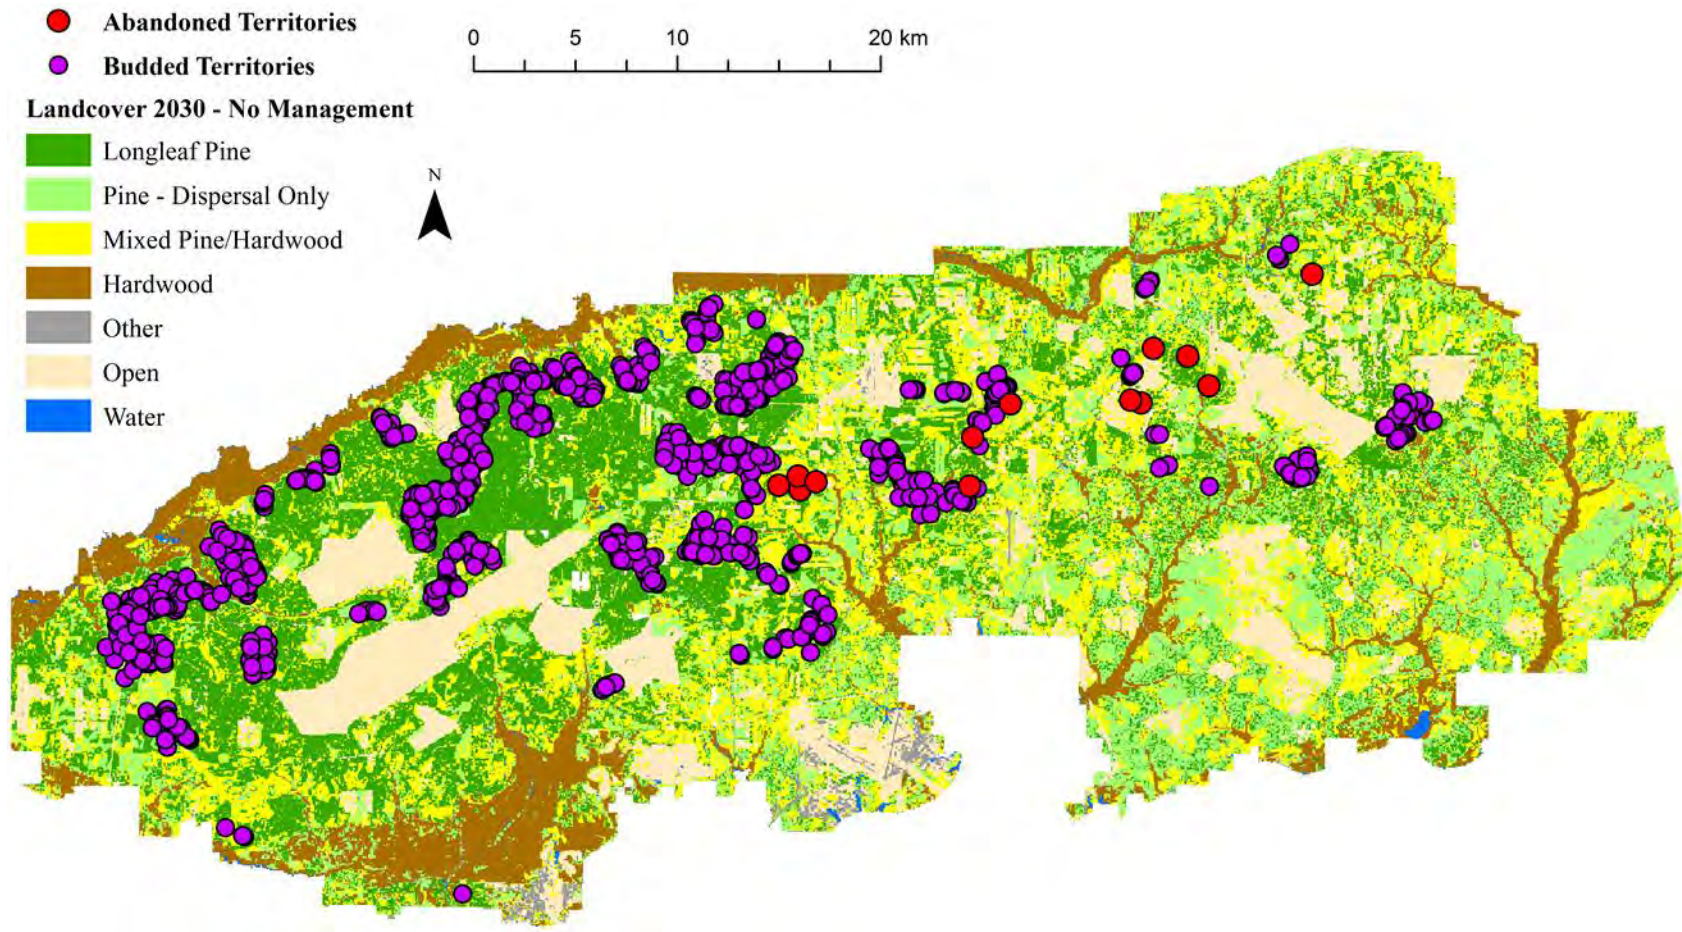 Abandoned Territories
Budded Territories
0 5 10 20 km
Landcover 2030 - No Management
Longleaf Pine
Pine - Dispersal Only
Mixed Pine/Hardwood
Hardwood
Other
Open
Water
N